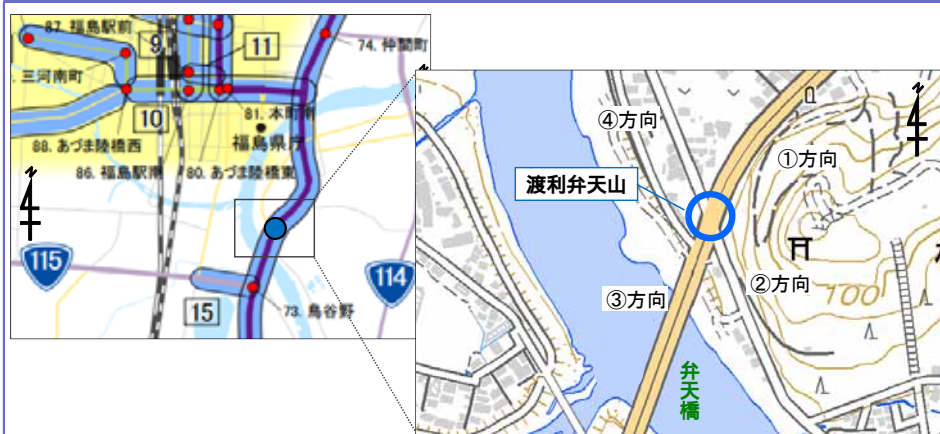 87. 福島駅前
9
11
74. 仲間町
三河南町
10
81. 本町南
福島県庁
88. あづま陸橋西
86. 福島駅南
80. あづま陸橋東
115
114
15
73. 鳥谷野
④方向
①方向
渡利弁天山
③方向
②方向
100
弁天橋